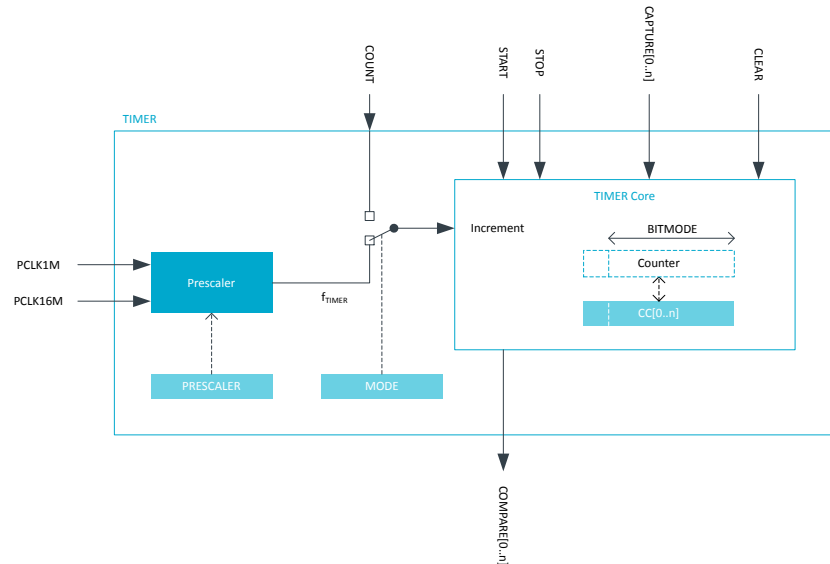 COUNT
START
STOP
CAPTURE[0..n]
CLEAR
TIMER
TIMER Core
Increment
BITMODE
Counter
CC[0..n]
PCLK1M
PCLK16M
Prescaler
fTIMER
PRESCALER
MODE
COMPARE[0..n]